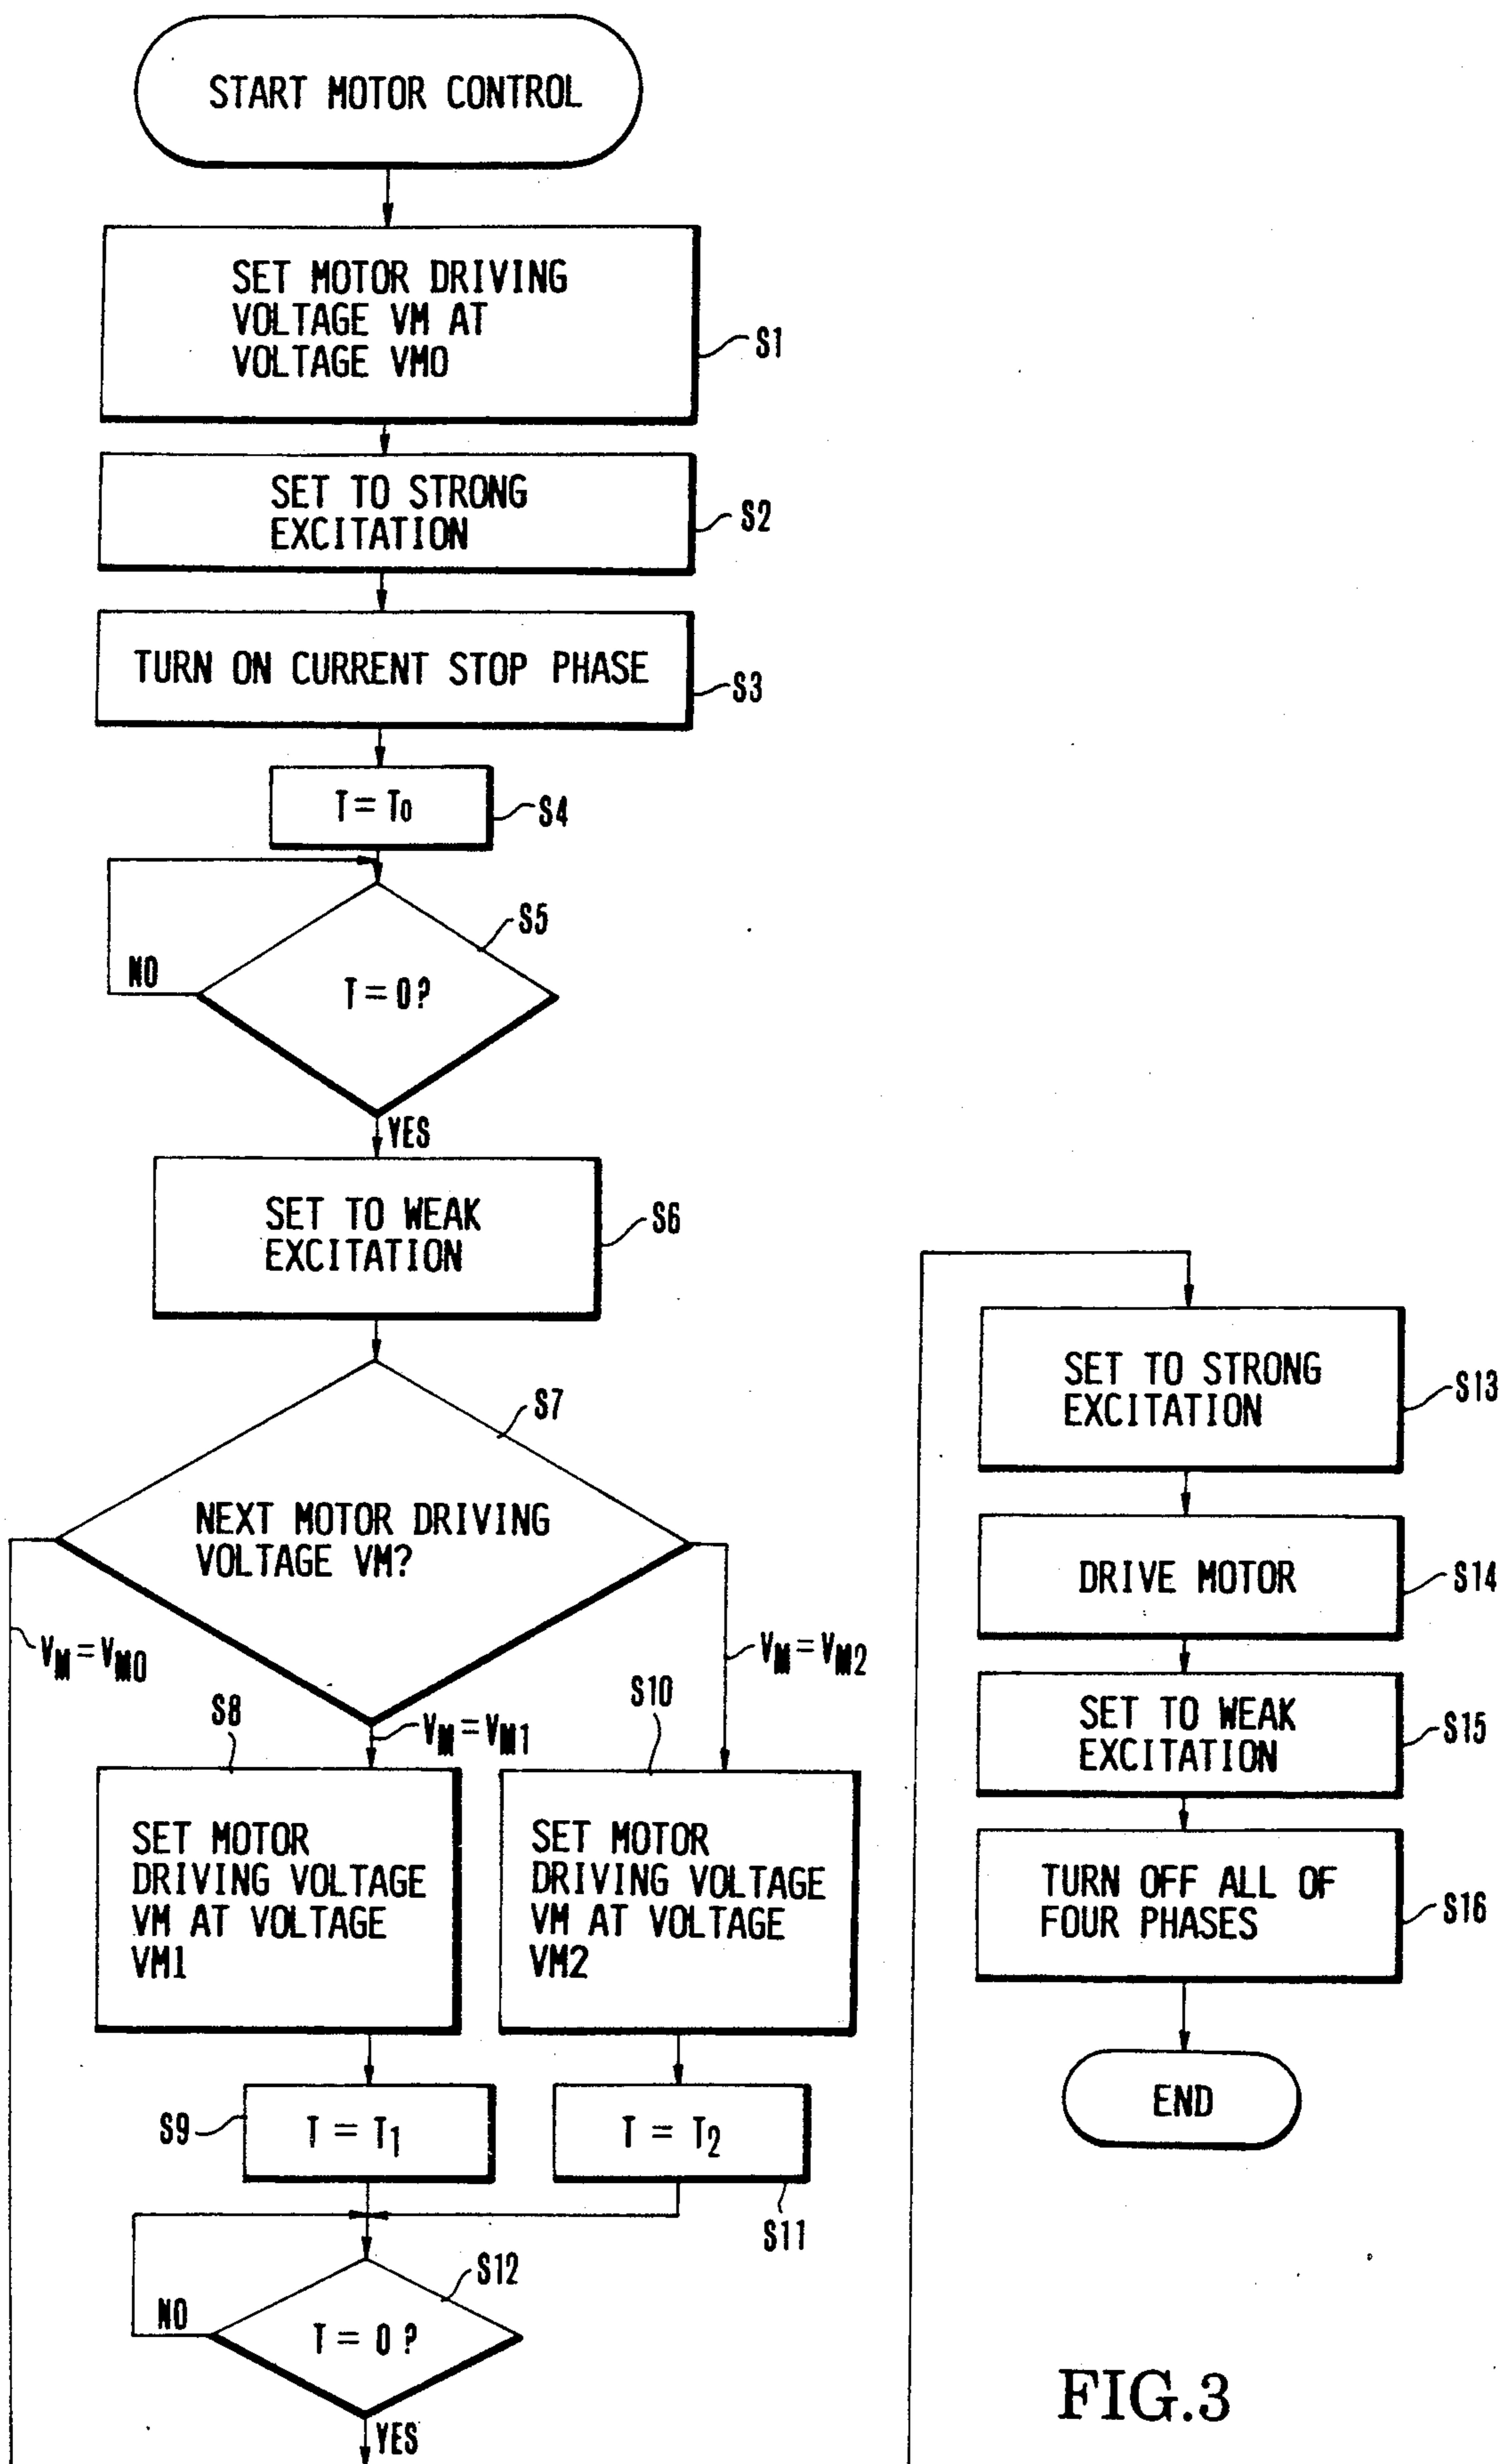 START MOTOR CONTROL
SET MOTOR DRIVING
VOLTAGE VM AT
VOLTAGE VM0
S1
SET TO STRONG
EXCITATION
S2
TURN ON CURRENT STOP PHASE
S3
T = T0
S4
S5
NO
T = 0?
YES
SET TO WEAK
EXCITATION
S6
S7
NEXT MOTOR DRIVING
VOLTAGE VM?
VM = VM0
VM = VM1
VM = VM2
S8
SET MOTOR
DRIVING VOLTAGE
VM AT VOLTAGE
VM1
S10
SET MOTOR
DRIVING VOLTAGE
VM AT VOLTAGE
VM2
S9
T = T1
T = T2
S11
S12
NO
T = 0?
YES
SET TO STRONG
EXCITATION
S13
DRIVE MOTOR
S14
SET TO WEAK
EXCITATION
S15
TURN OFF ALL OF
FOUR PHASES
S16
END
FIG.3